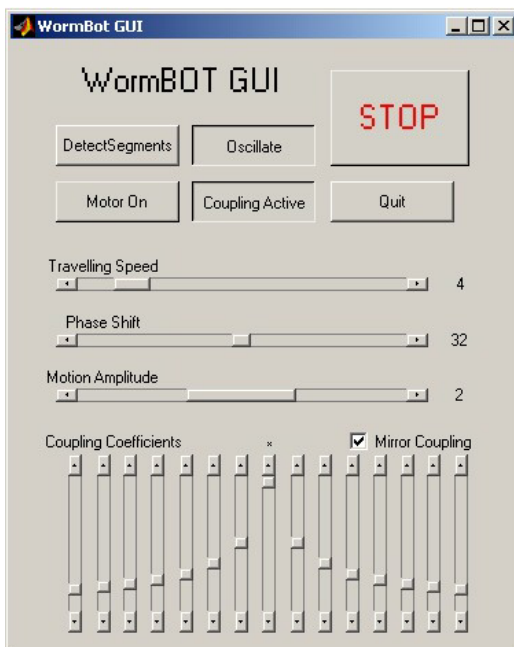 WormBot GUI
WormBOT GUI
STOP
DetectSegments
Oscillate
Motor On
Coupling Active
Quit
Travelling Speed
4
Phase Shift
32
Motion Amplitude
2
Coupling Coefficients
×
Mirror Coupling